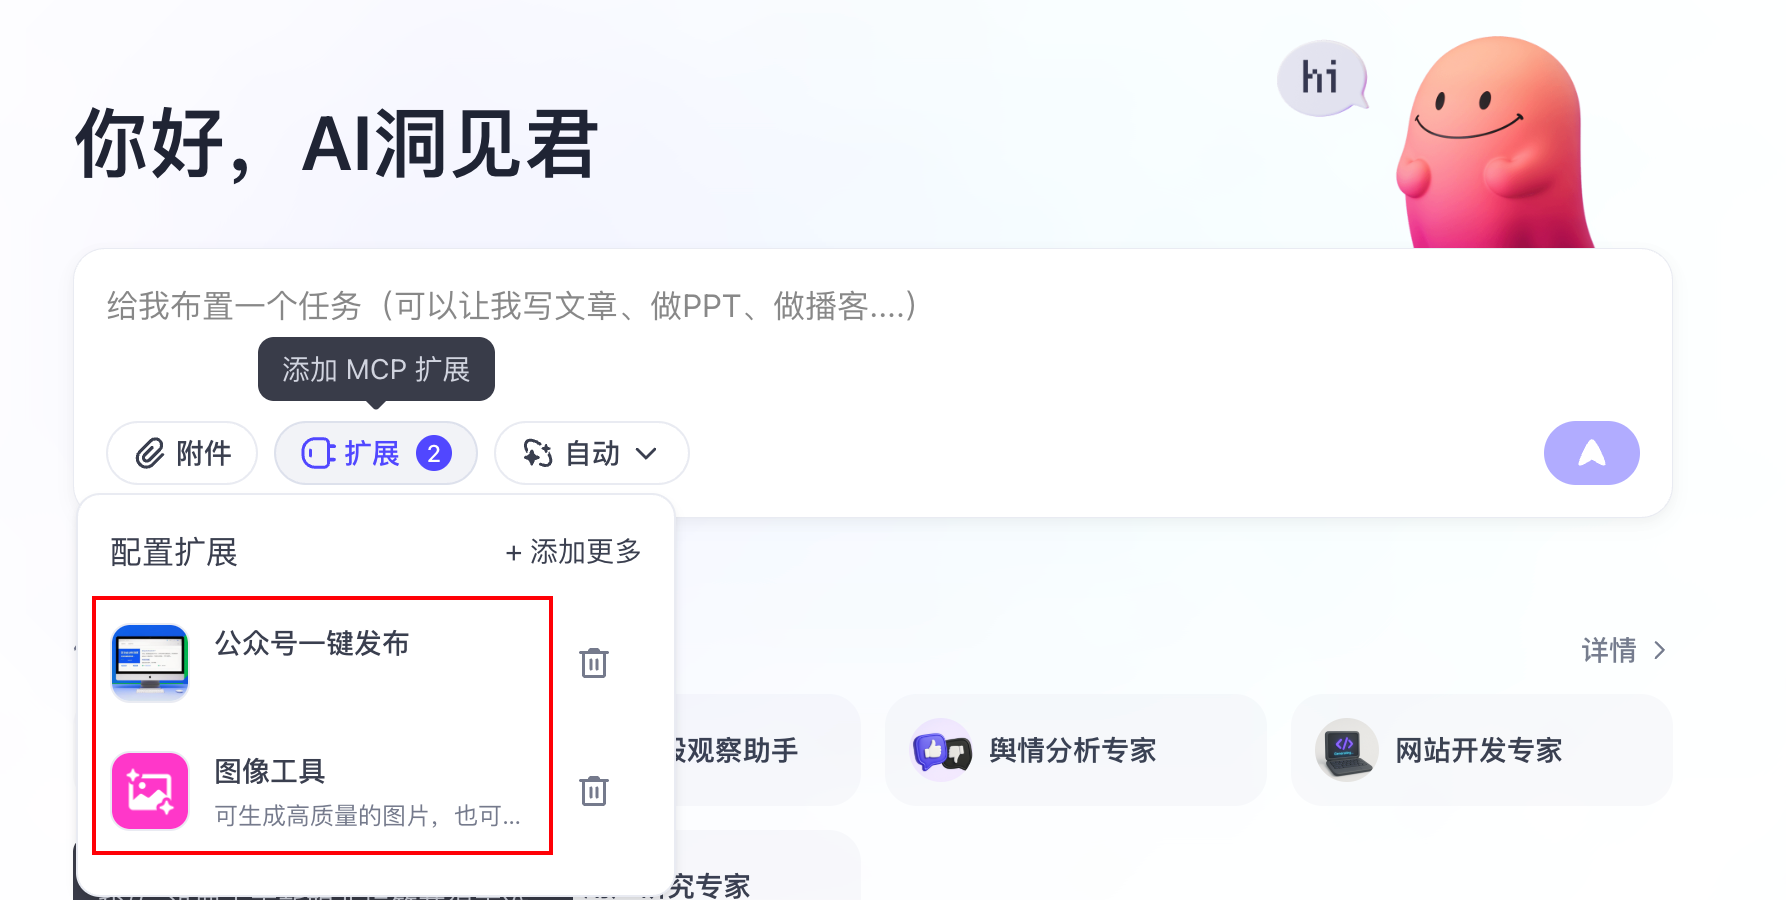 hi
你好，AI洞见君
给我布置一个任务（可以让我写文章、做PPT、做播客....）
添加 MCP 扩展
附件
扩展 2
自动
配置扩展
+ 添加更多
公众号一键发布
图像工具
可生成高质量的图片，也可...
详情
观察助手
舆情分析专家
网站开发专家
究专家